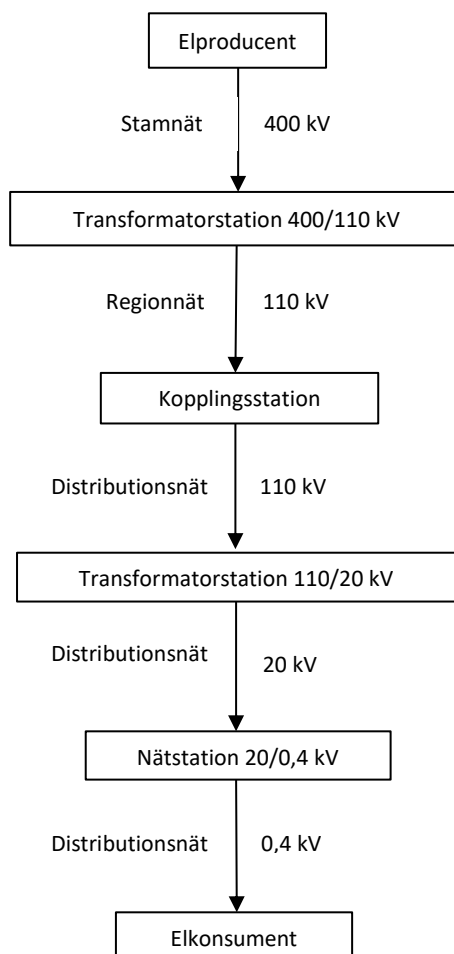 Elproducent
Stamnät 400 kV
Transformatorstation 400/110 kV
Regionnät 110 kV
Kopplingsstation
Distributionsnät 110 kV
Transformatorstation 110/20 kV
Distributionsnät 20 kV
Nätstation 20/0,4 kV
Distributionsnät 0,4 kV
Elkonsument